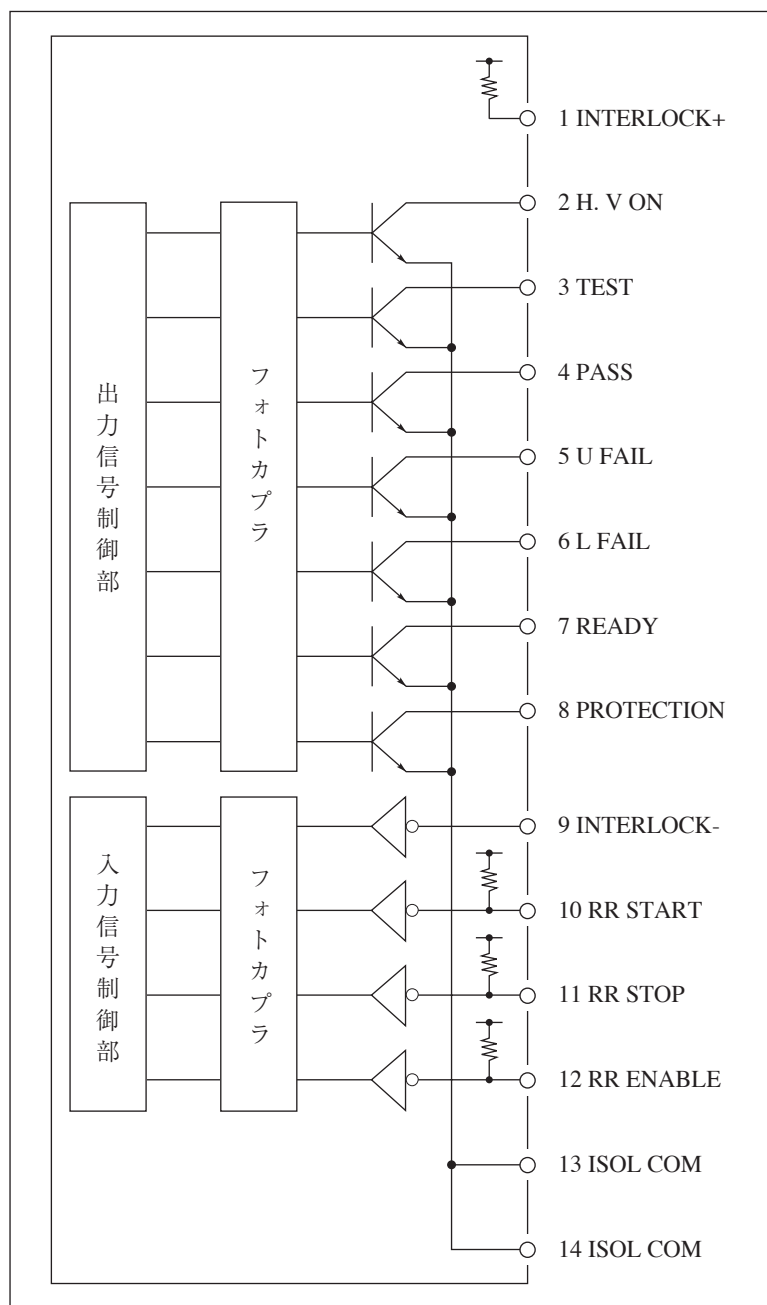 1 INTERLOCK+
2 H. V ON
3 TEST
4 PASS
5 U FAIL
6 L FAIL
7 READY
8 PROTECTION
出力信号制御部
フォトカプラ
9 INTERLOCK-
10 RR START
11 RR STOP
12 RR ENABLE
入力信号制御部
フォトカプラ
13 ISOL COM
14 ISOL COM